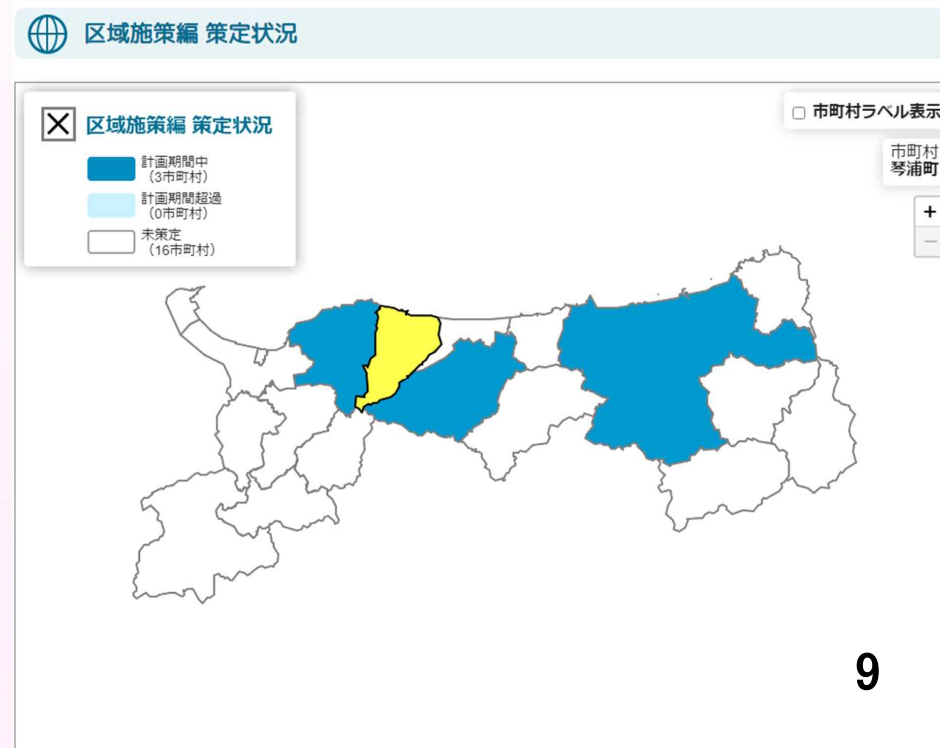 区域施策編 策定状況
区域施策編 策定状況
計画期間中
（3市町村）
計画期間超過
（0市町村）
未策定
（16市町村）
市町村ラベル表示
市町村
琴浦町
+
−
9